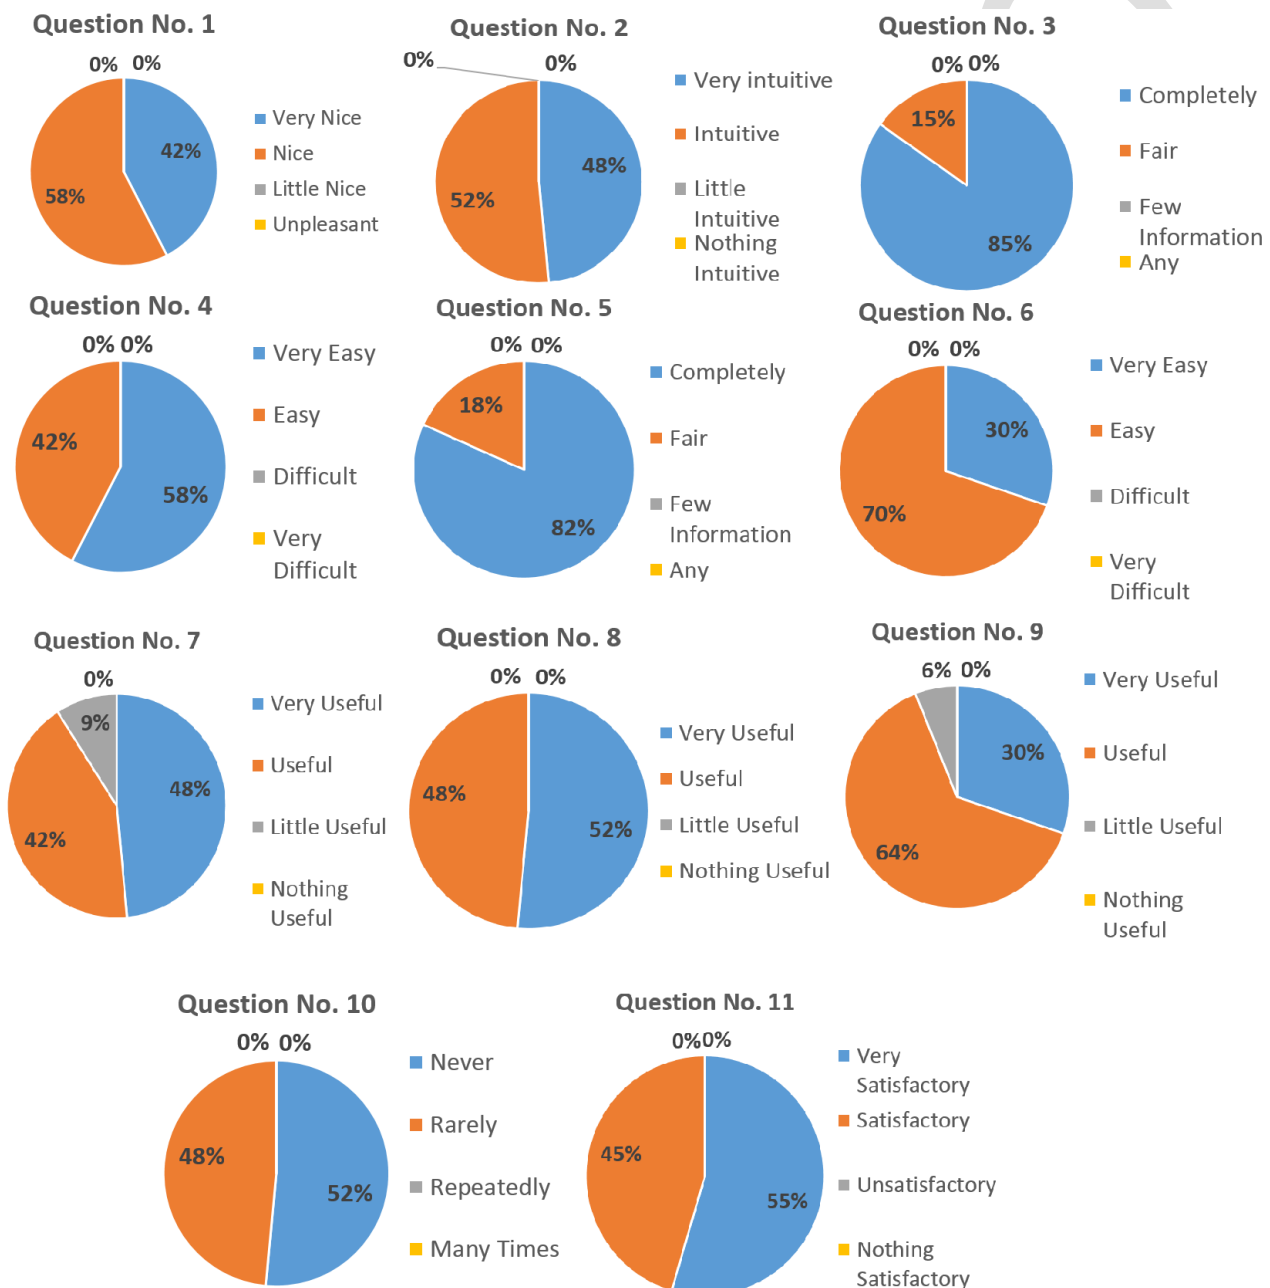 Question No. 1
0% 0%
42%
58%
Very Nice
Nice
Little Nice
Unpleasant
Question No. 2
0%
0%
48%
52%
Very intuitive
Intuitive
Little
Intuitive
Nothing
Intuitive
Question No. 3
0% 0%
15%
85%
Completely
Fair
Few
Information
Any
Question No. 4
0% 0%
42%
58%
Very Easy
Easy
Difficult
Very
Difficult
Question No. 5
0% 0%
18%
82%
Completely
Fair
Few
Information
Any
Question No. 6
0% 0%
30%
70%
Very Easy
Easy
Difficult
Very
Difficult
Question No. 7
0%
9%
48%
42%
Very Useful
Useful
Little Useful
Nothing
Useful
Question No. 8
0% 0%
48%
52%
Very Useful
Useful
Little Useful
Nothing Useful
Question No. 9
6% 0%
30%
64%
Very Useful
Useful
Little Useful
Nothing
Useful
Question No. 10
0% 0%
48%
52%
Never
Rarely
Repeatedly
Many Times
Question No. 11
0% 0%
45%
55%
Very
Satisfactory
Satisfactory
Unsatisfactory
Nothing
Satisfactory